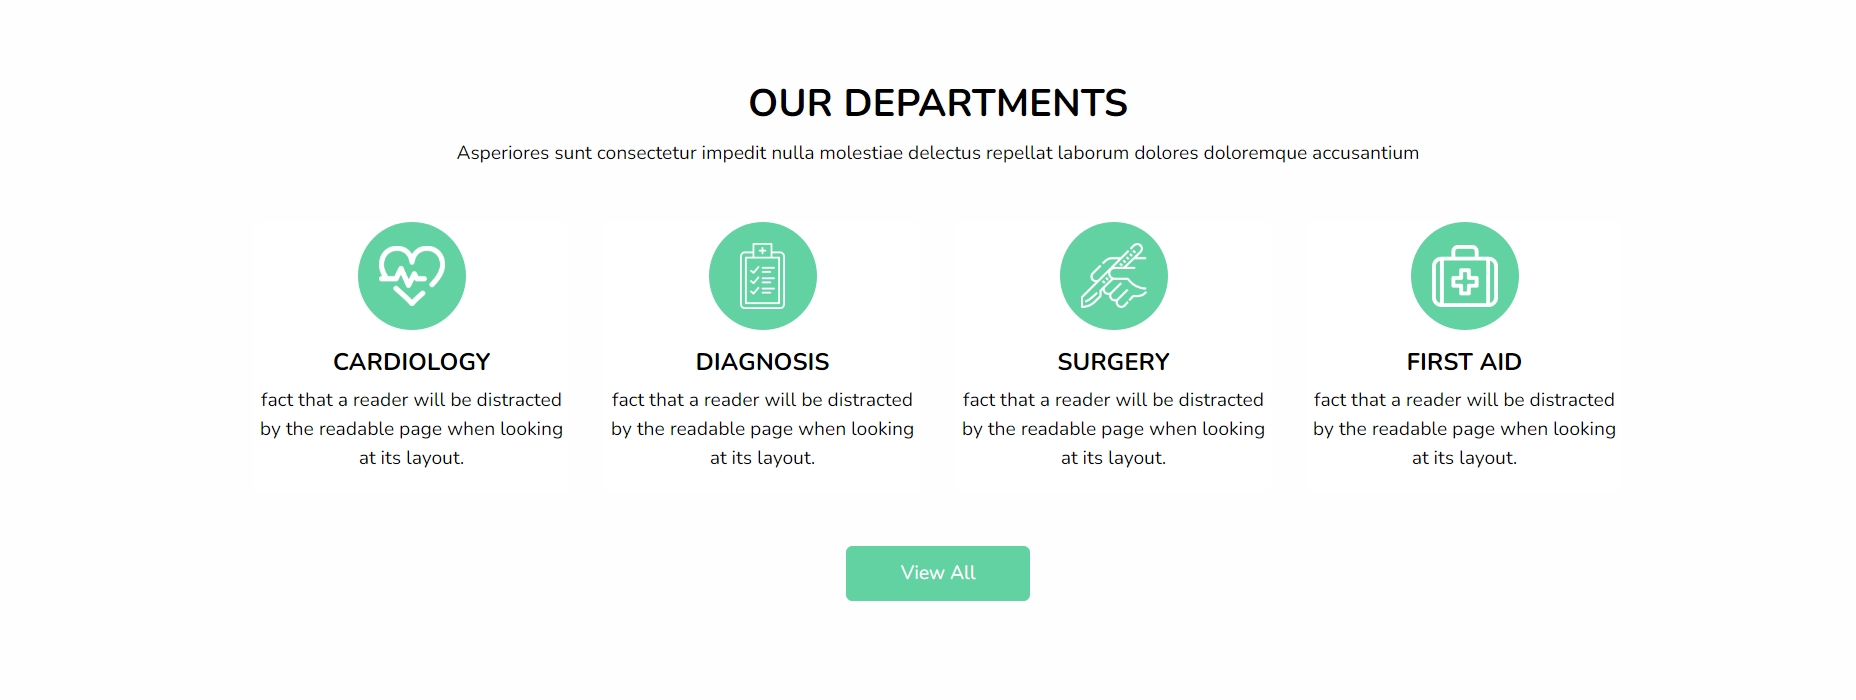 OUR DEPARTMENTS
Asperiores sunt consectetur impedit nulla molestiae delectus repellat laborum dolores doloremque accusantium
CARDIOLOGY
fact that a reader will be distracted
by the readable page when looking
at its layout.
DIAGNOSIS
fact that a reader will be distracted
by the readable page when looking
at its layout.
SURGERY
fact that a reader will be distracted
by the readable page when looking
at its layout.
FIRST AID
fact that a reader will be distracted
by the readable page when looking
at its layout.
View All